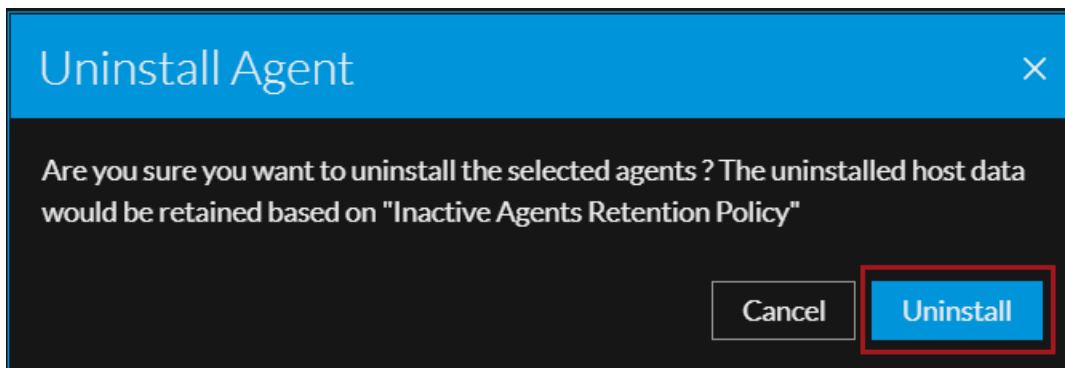 Uninstall Agent
Are you sure you want to uninstall the selected agents ? The uninstalled host data
would be retained based on "Inactive Agents Retention Policy"
Cancel
Uninstall